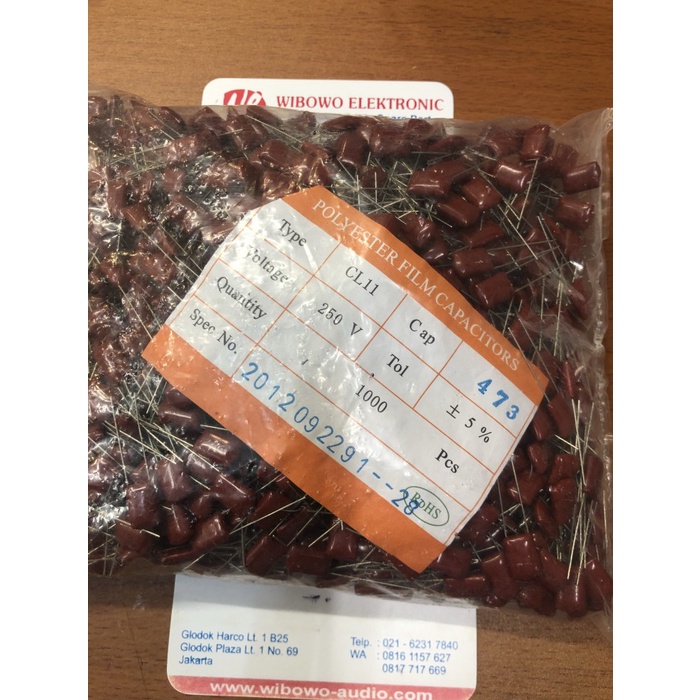 WIBOWO ELEKTRONIC
POLYESTER FILM CAPACITORS
Type CL11 Cap 473
Voltage 250 V Tol ± 5 %
Quantity 1000 Pcs
Spec No. 2012092291--28
RoHS
Glodok Harco Lt. 1 B25
Glodok Plaza Lt. 1 No. 69
Jakarta
Telp. : 021 - 6231 7840
WA : 0816 1157 627
0817 717 669
www.wibowo-audio.com